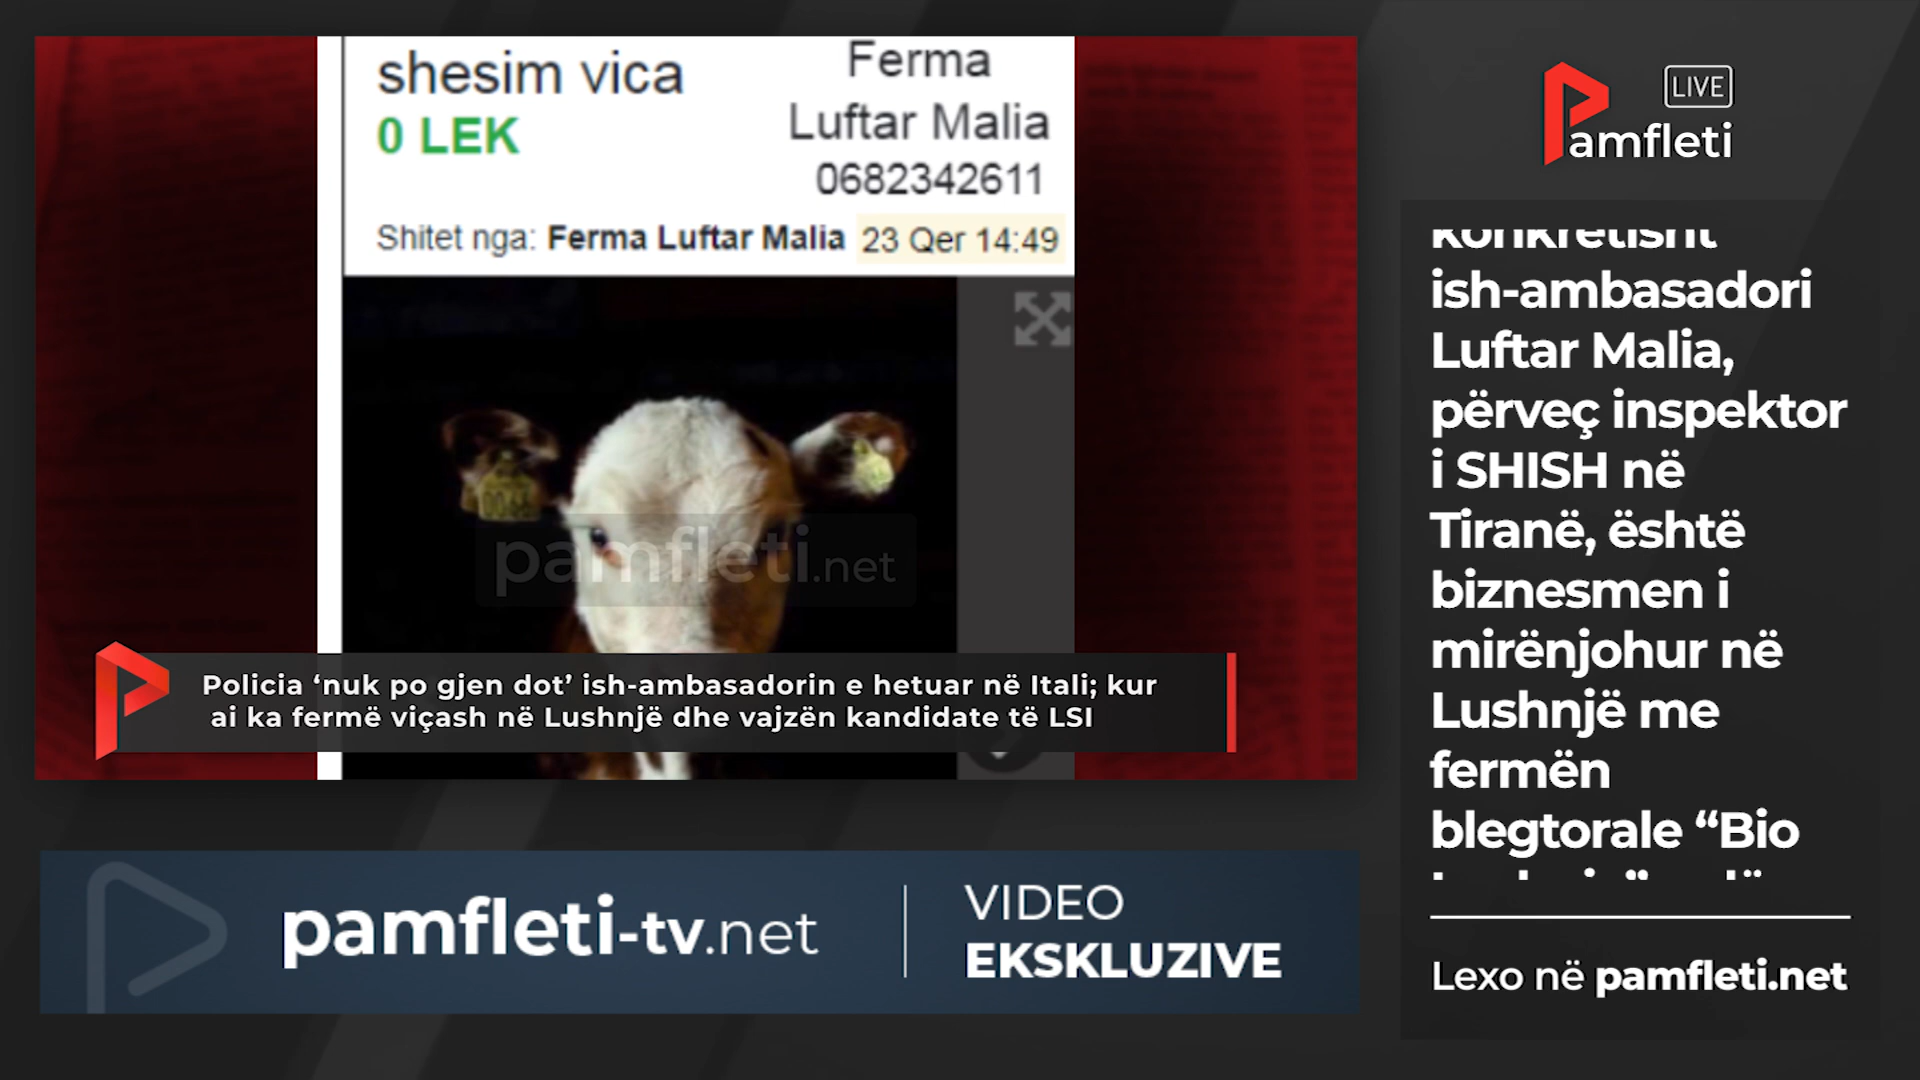 shesim vica
0 LEK
Ferma
Luftar Malia
0682342611
Shitet nga: Ferma Luftar Malia
23 Qer 14:49
0065
pamfleti.net
Policia ‘nuk po gjen dot’ ish-ambasadorin e hetuar në Itali; kur
ai ka fermë viçash në Lushnjë dhe vajzën kandidate të LSI
pamfleti-tv.net
VIDEO
EKSKLUZIVE
LIVE
Pamfleti
konkretisht
ish-ambasadori
Luftar Malia,
përveç inspektor
i SHISH në
Tiranë, është
biznesmen i
mirënjohur në
Lushnjë me
fermën
blegtorale “Bio
Lexo në pamfleti.net